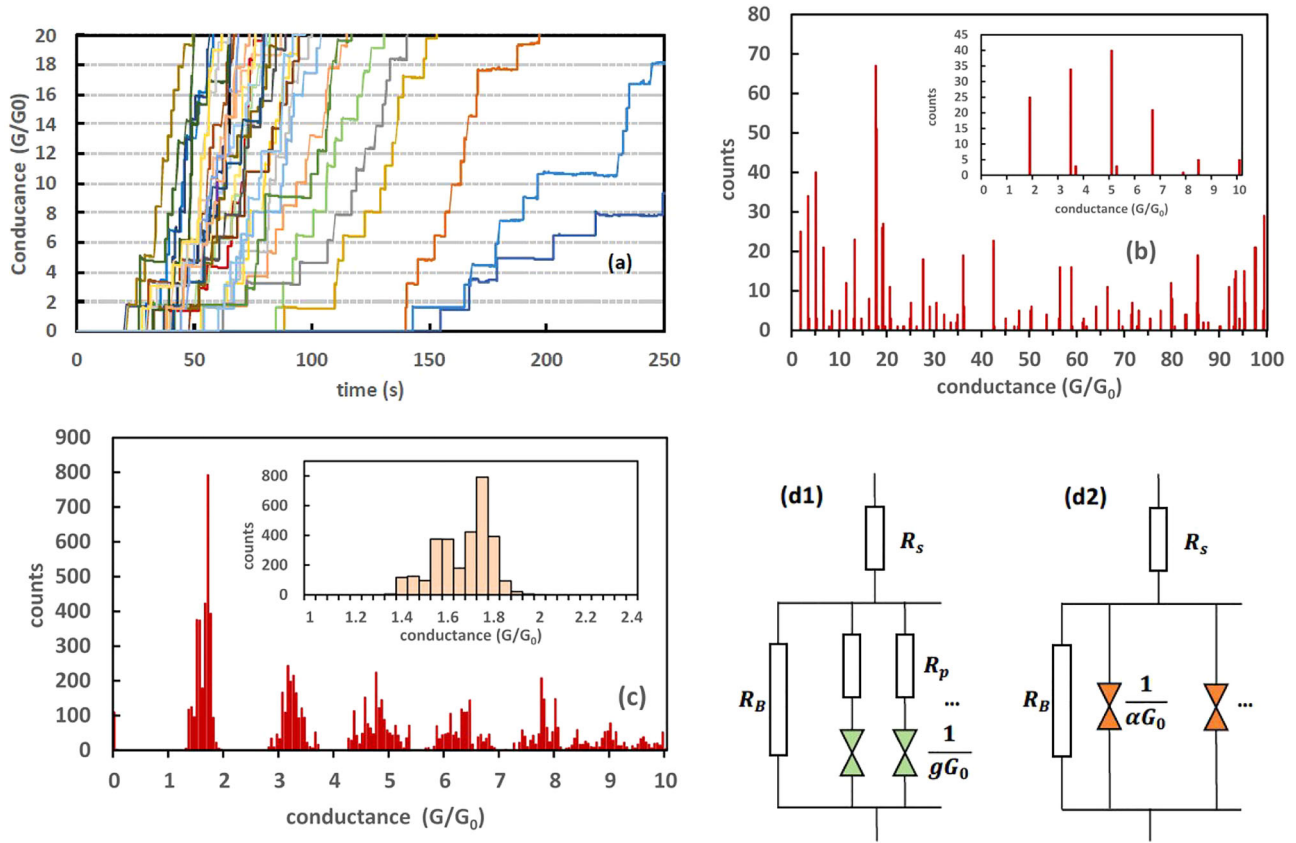 20
18
16
14
12
10
8
6
4
2
0
Conducance (G/G0)
(a)
0
50
100
150
200
250
time (s)
counts
80
70
60
50
40
30
20
10
0
counts
45
40
35
30
25
20
15
10
5
0
0 1 2 3 4 5 6 7 8 9 10
conductance (G/G₀)
(b)
0 10 20 30 40 50 60 70 80 90 100
conductance (G/G₀)
900
800
700
600
500
400
300
200
100
0
counts
800
600
400
200
0
counts
1 1.2 1.4 1.6 1.8 2 2.2 2.4
conductance (G/G₀)
(c)
0 1 2 3 4 5 6 7 8 9 10
conductance (G/G₀)
(d1)
Rₛ
R_B
R_p
...
1
gG₀
(d2)
Rₛ
R_B
1
αG₀
...